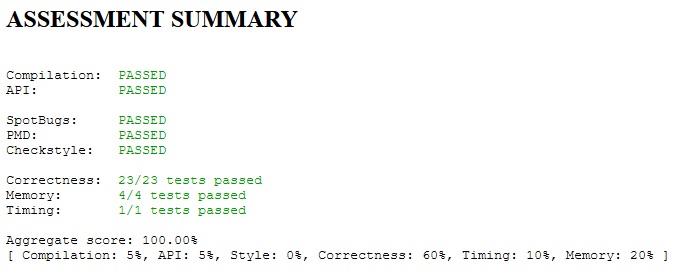 ASSESSMENT SUMMARY
Compilation: PASSED
API: PASSED
SpotBugs: PASSED
PMD: PASSED
Checkstyle: PASSED
Correctness: 23/23 tests passed
Memory: 4/4 tests passed
Timing: 1/1 tests passed
Aggregate score: 100.00%
[ Compilation: 5%, API: 5%, Style: 0%, Correctness: 60%, Timing: 10%, Memory: 20% ]